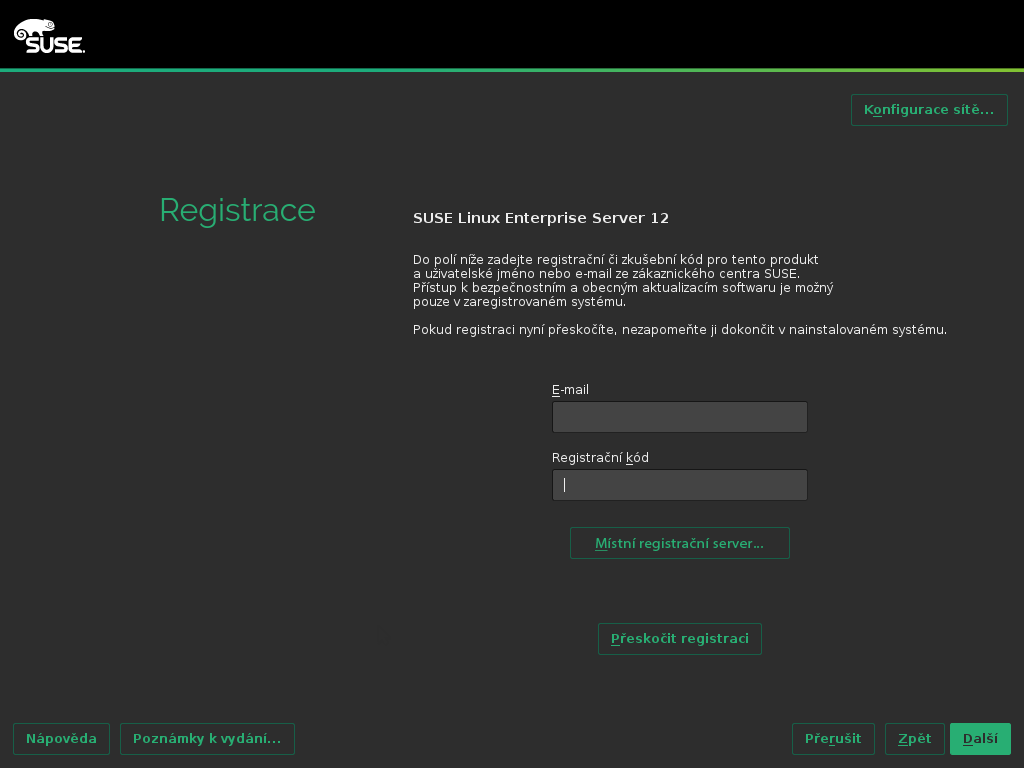 SUSE.
Konfigurace sítě...
Registrace
SUSE Linux Enterprise Server 12
Do polí níže zadejte registrační či zkušební kód pro tento produkt
a uživatelské jméno nebo e-mail ze zákaznického centra SUSE.
Přístup k bezpečnostním a obecným aktualizacím softwaru je možný
pouze v zaregistrovaném systému.
Pokud registraci nyní přeskočíte, nezapomeňte ji dokončit v nainstalovaném systému.
E-mail
Registrační kód
Místní registrační server...
Přeskočit registraci
Nápověda
Poznámky k vydání...
Přerušit
Zpět
Další